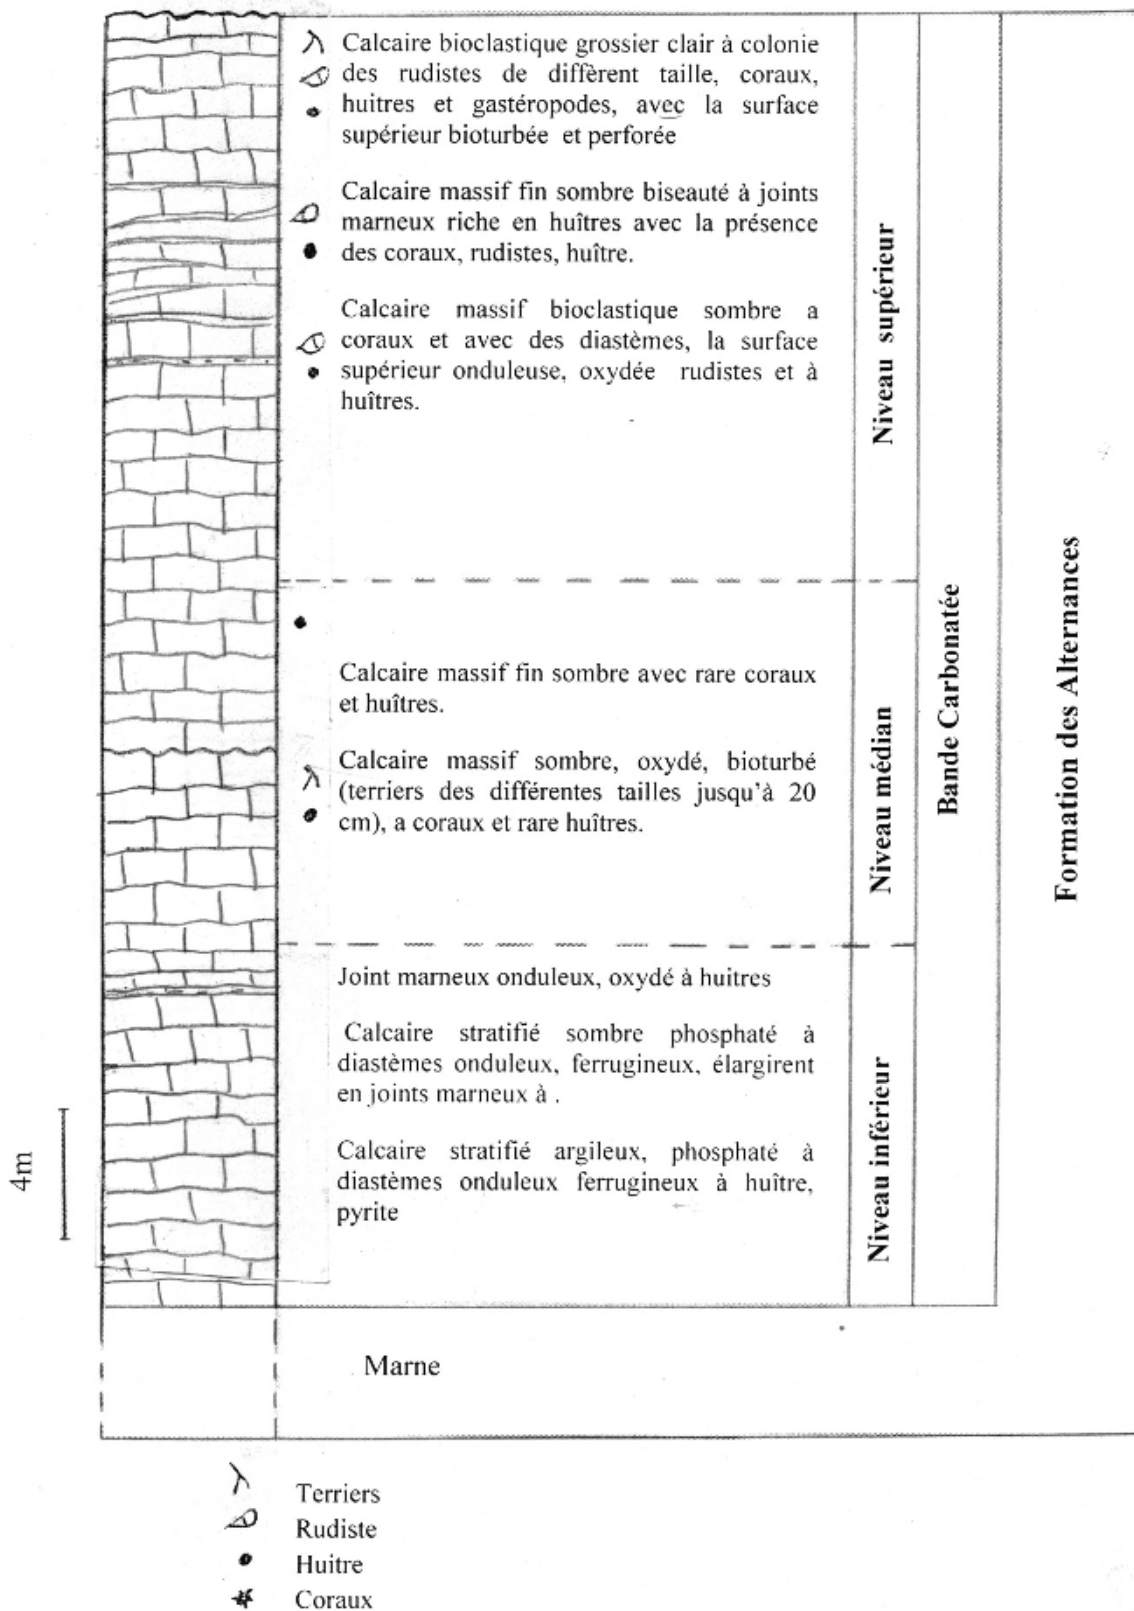 Calcaire bioclastique grossier clair à colonie
des rudistes de diffèrent taille, coraux,
huitres et gastéropodes, avec la surface
supérieur bioturbée et perforée
Calcaire massif fin sombre biseauté à joints
marneux riche en huîtres avec la présence
des coraux, rudistes, huître.
Calcaire massif bioclastique sombre a
coraux et avec des diastèmes, la surface
supérieur onduleuse, oxydée rudistes et à
huîtres.
Niveau supérieur
Calcaire massif fin sombre avec rare coraux
et huîtres.
Calcaire massif sombre, oxydé, bioturbé
(terriers des différentes tailles jusqu'à 20
cm), a coraux et rare huîtres.
Niveau médian
Joint marneux onduleux, oxydé à huitres
Calcaire stratifié sombre phosphaté à
diastèmes onduleux, ferrugineux, élargirent
en joints marneux à .
Calcaire stratifié argileux, phosphaté à
diastèmes onduleux ferrugineux à huître,
pyrite
Niveau inférieur
Bande Carbonatée
Formation des Alternances
4m
Marne
Terriers
Rudiste
Huitre
Coraux